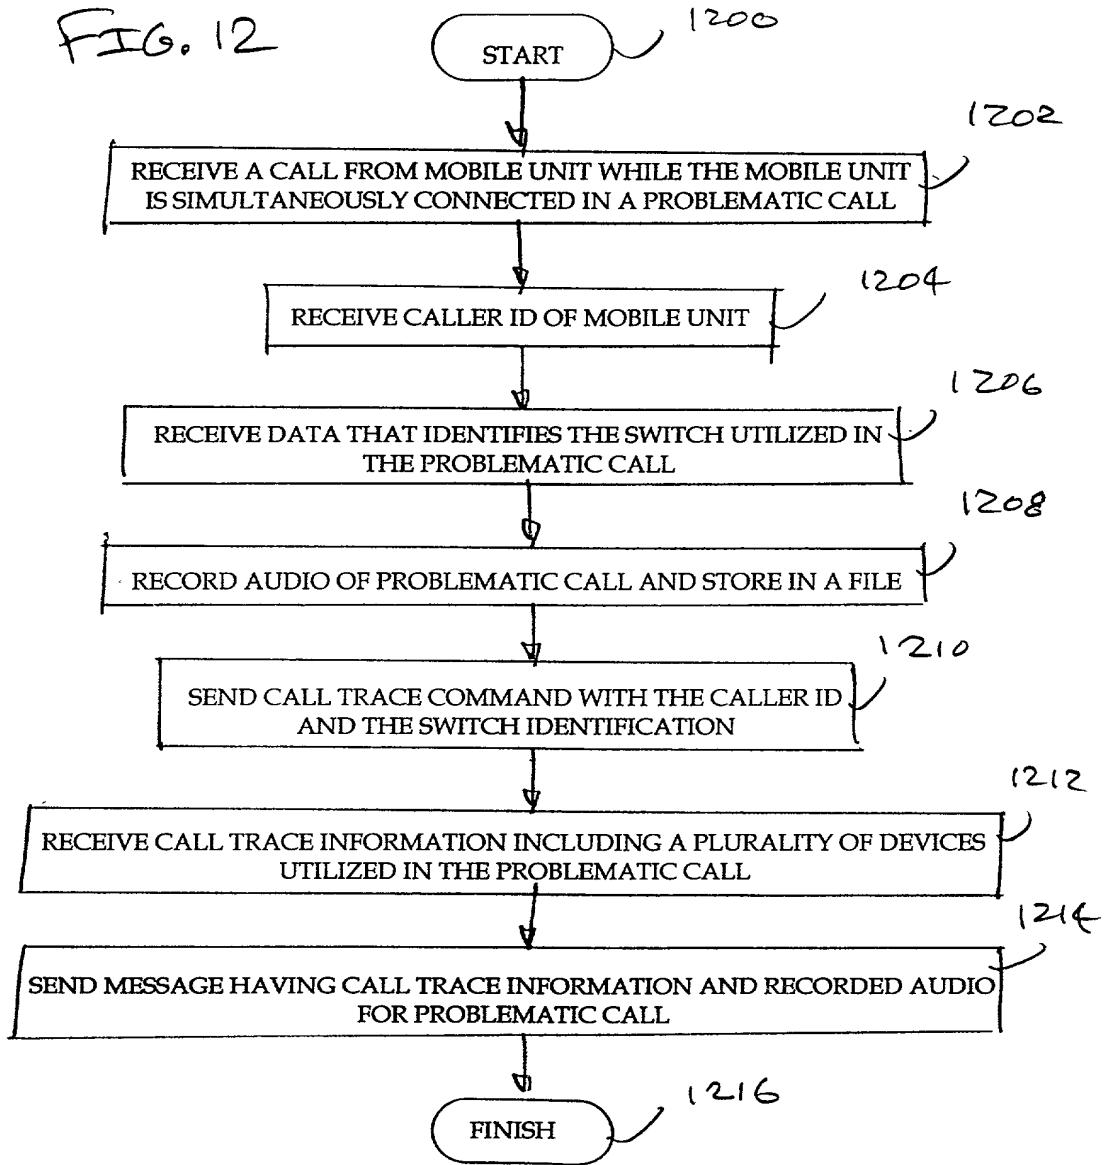 FIG. 12
1200
START
1202
RECEIVE A CALL FROM MOBILE UNIT WHILE THE MOBILE UNIT
IS SIMULTANEOUSLY CONNECTED IN A PROBLEMATIC CALL
1204
RECEIVE CALLER ID OF MOBILE UNIT
1206
RECEIVE DATA THAT IDENTIFIES THE SWITCH UTILIZED IN
THE PROBLEMATIC CALL
1208
RECORD AUDIO OF PROBLEMATIC CALL AND STORE IN A FILE
1210
SEND CALL TRACE COMMAND WITH THE CALLER ID
AND THE SWITCH IDENTIFICATION
1212
RECEIVE CALL TRACE INFORMATION INCLUDING A PLURALITY OF DEVICES
UTILIZED IN THE PROBLEMATIC CALL
1214
SEND MESSAGE HAVING CALL TRACE INFORMATION AND RECORDED AUDIO
FOR PROBLEMATIC CALL
1216
FINISH